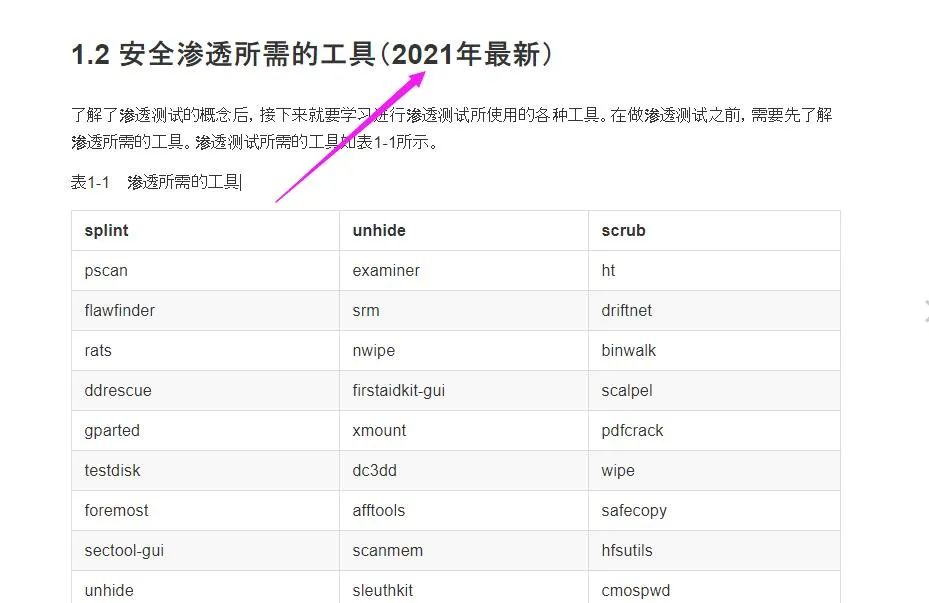 1.2 安全渗透所需的工具(2021年最新)
了解了渗透测试的概念后, 接下来就要学习进行渗透测试所使用的各种工具。在做渗透测试之前, 需要先了解
渗透所需的工具。渗透测试所需的工具如表1-1所示。
表1-1 渗透所需的工具
splint unhide scrub
pscan examiner ht
flawfinder srm driftnet
rats nwipe binwalk
ddrescue firstaidkit-gui scalpel
gparted xmount pdfcrack
testdisk dc3dd wipe
foremost afftools safecopy
sectool-gui scanmem hfsutils
unhide sleuthkit cmospwd